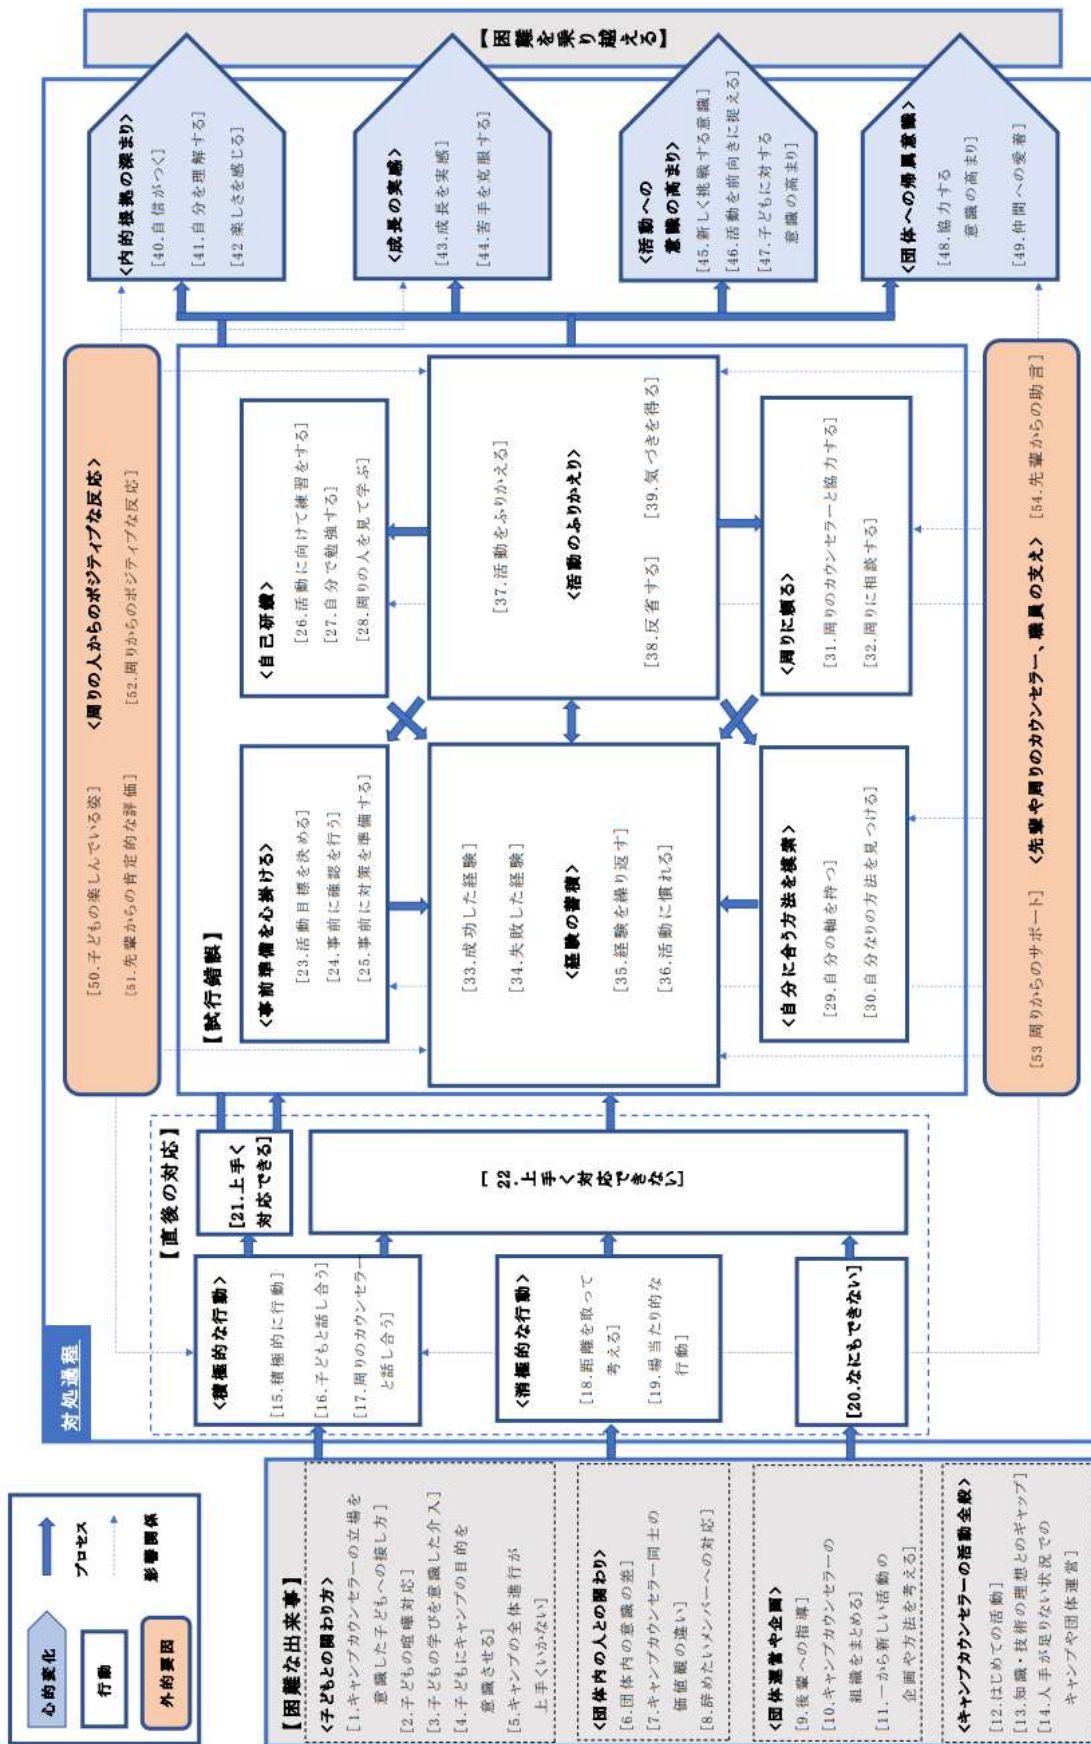 心的変化
行動
外的要因
プロセス
影響関係
対処過程
【困難な出来事】
<子どもとの関わり方>
[1.キャンプカウンセラーの立場を
意識した子どもへの接し方]
[2.子どもの喧嘩対応]
[3.子どもの学びを意識した介入]
[4.子どもにキャンプの目的を
意識させる]
[5.キャンプの全体進行が
上手くいかない]
<団体内の人との関わり>
[6.団体内の意識の差]
[7.キャンプカウンセラー同士の
価値観の違い]
[8.辞めたいメンバーへの対応]
<団体運営や企画>
[9.後輩への指導]
[10.キャンプカウンセラーの
組織をまとめる]
[11.一から新しい活動の
企画や方法を考える]
<キャンプカウンセラーの活動全般>
[12.はじめての活動]
[13.知識・技術の理想とのギャップ]
[14.人手が足りない状況での
キャンプや団体運営]
【直後の対応】
<積極的な行動>
[15.積極的に行動]
[16.子どもと話し合う]
[17.周りのカウンセラー
と話し合う]
<消極的な行動>
[18.距離を取って
考える]
[19.場当たり的な
行動]
[20.なにもできない]
[21.上手く
対応できる]
[22.上手く対応できない]
[50.子どもの楽しんでいる姿]
<周りの人からのポジティブな反応>
[51.先輩からの肯定的な評価]
[52.周りからのポジティブな反応]
【試行錯誤】
<事前準備を心掛ける>
[23.活動目標を決める]
[24.事前に確認を行う]
[25.事前に対策を準備する]
<自己研鑽>
[26.活動に向けて練習をする]
[27.自分で勉強する]
[28.周りの人を見て学ぶ]
[33.成功した経験]
[34.失敗した経験]
<経験の蓄積>
[35.経験を繰り返す]
[36.活動に慣れる]
[37.活動をふりかえる]
<活動のふりかえり>
[38.反省する]
[39.気づきを得る]
<自分に合う方法を模索>
[29.自分の軸を持つ]
[30.自分なりの方法を見つける]
<周りに頼る>
[31.周りのカウンセラーと協力する]
[32.周りに相談する]
[53周りからのサポート]
<先輩や周りのカウンセラー、職員の支え>
[54.先輩からの助言]
<内的根拠の深まり>
[40.自信がつく]
[41.自分を理解する]
[42楽しさを感じる]
<成長の実感>
[43.成長を実感]
[44.苦手を克服する]
<活動への
意識の高まり>
[45.新しく挑戦する意識]
[46.活動を前向きに捉える]
[47.子どもに対する
意識の高まり]
<団体への帰属意識>
[48.協力する
意識の高まり]
[49.仲間への愛着]
【困難を乗り越える】